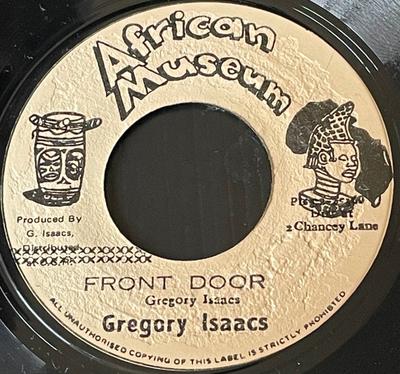 African
Museum
Produced By
G. Isaacs,
Distributed
2 Chancey Lane
FRONT DOOR
Gregory Isaacs
Gregory Isaacs
ALL UNAUTHORISED COPYING OF THIS LABEL IS STRICTLY PROHIBITED